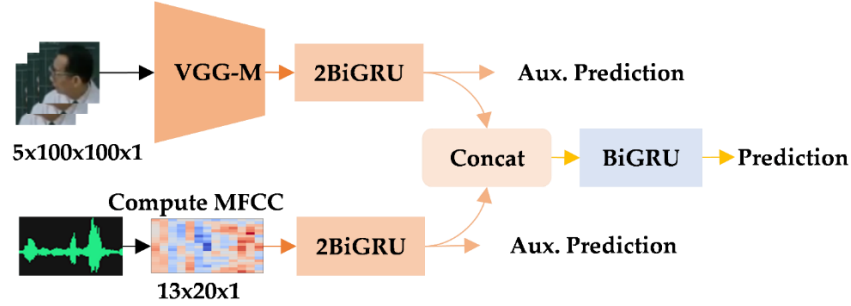 VGG-M
2BiGRU
Aux. Prediction
5x100x100x1
Concat
BiGRU
Prediction
Compute MFCC
2BiGRU
Aux. Prediction
13x20x1